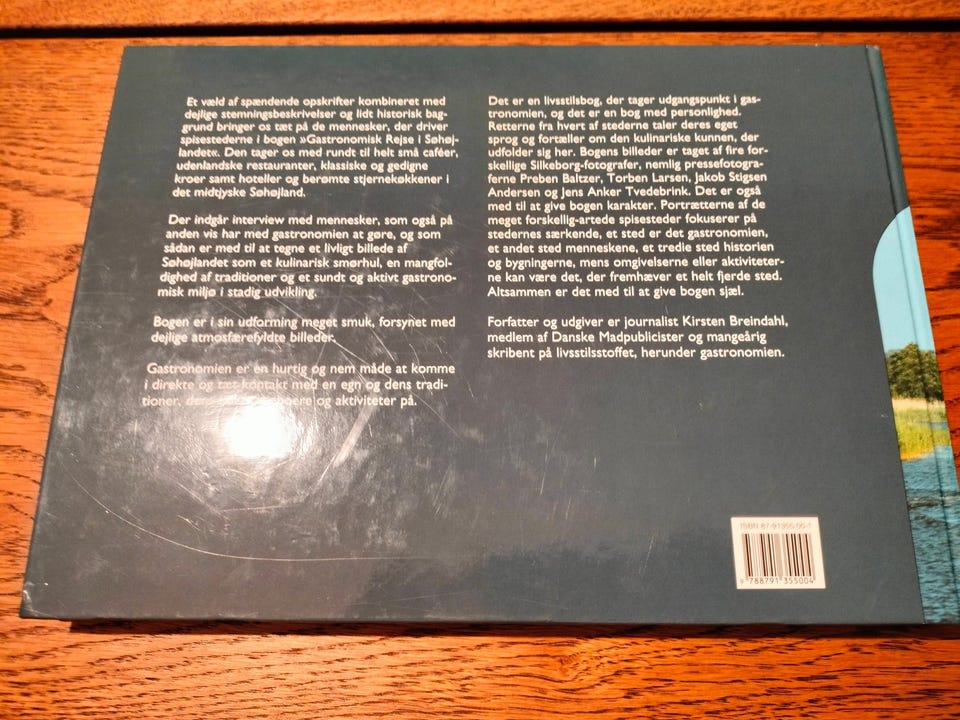 Et væld af spændende opskrifter kombineret med
dejlige stemningsbeskrivelser og lidt historisk bag-
grund bringer os tæt på de mennesker, der driver
spisestederne i bogen »Gastronomisk Rejse i Søhøj-
landet«. Den tager os med rundt til helt små caféer,
udenlandske restauranter, klassiske og gedigne
kroer samt hoteller og berømte stjernekøkkener i
det midtjyske Søhøjland.
Der indgår interview med mennesker, som også på
anden vis har med gastronomien at gøre, og som
sådan er med til at tegne et livligt billede af
Søhøjlandet som et kulinarisk smørhul, en mangfol-
dighed af traditioner og et sundt og aktivt gastrono-
misk miljø i stadig udvikling.
Bogen er i sin udforming meget smuk, forsynet med
dejlige atmosfærefyldte billeder.
Gastronomien er en hurtig og nem måde at komme
i direkte og tæt kontakt med en egn og dens tradi-
tioner, dens og aktiviteter på.
Det er en livsstilsbog, der tager udgangspunkt i gas-
tronomien, og det er en bog med personlighed.
Retterne fra hvert af stederne taler deres eget
sprog og fortæller om den kulinariske kunnen, der
udfolder sig her. Bogens billeder er taget af fire for-
skellige Silkeborg-fotografer, nemlig pressefotogra-
ferne Preben Baltzer, Torben Larsen, Jakob Stigsen
Andersen og Jens Anker Tvedebrink. Det er også
med til at give bogen karakter. Portrætterne af de
meget forskellig-artede spisesteder fokuserer på
stedernes særkende, et sted er det gastronomien,
et andet sted menneskene, et tredie sted historien
og bygningerne, mens omgivelserne eller aktiviteter-
ne kan være det, der fremhæver et helt fjerde sted.
Altsammen er det med til at give bogen sjæl.
Forfatter og udgiver er journalist Kirsten Breindahl,
medlem af Danske Madpublicister og mangeårig
skribent på livsstilsstoffet, herunder gastronomien.
ISBN 87-91355-00-1
9 788791 355004